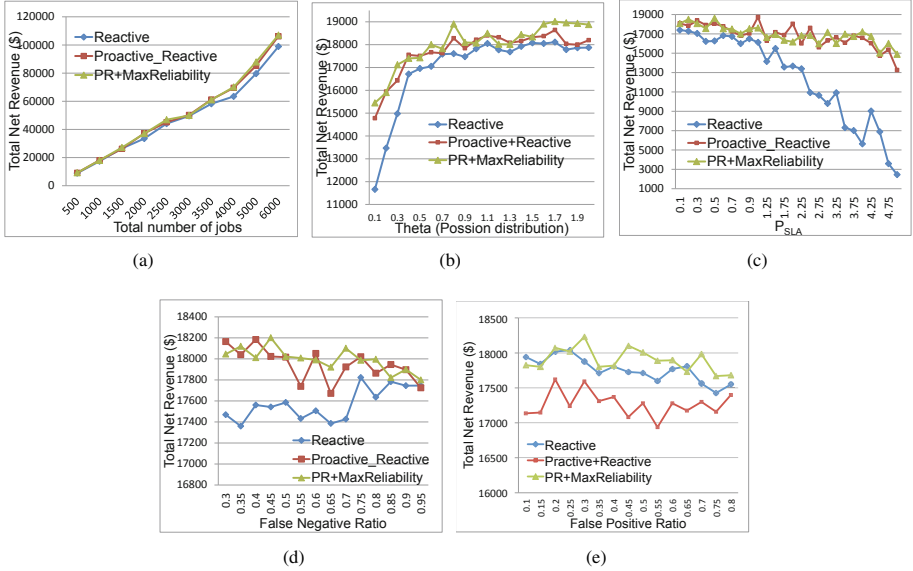 Total Net Revenue ($)
120000
100000
80000
60000
40000
20000
0
Reactive
Proactive_Reactive
PR+MaxReliability
500 1000 1500 2000 2500 3000 3500 4000 5000 6000
Total number of jobs
(a)
Total Net Revenue ($)
19000
18000
17000
16000
15000
14000
13000
12000
11000
Reactive
Proactive+Reactive
PR+MaxReliability
0.1 0.3 0.5 0.7 0.9 1.1 1.3 1.5 1.7 1.9
Theta (Possion distribution)
(b)
Total Net Revenue ($)
19000
17000
15000
13000
11000
9000
7000
5000
3000
1000
Reactive
Proactive_Reactive
PR+MaxReliability
0.1 0.3 0.5 0.7 0.9 1.25 1.75 2.25 2.75 3.25 3.75 4.25 4.75
PSLA
(c)
Total Net Revenue ($)
18400
18200
18000
17800
17600
17400
17200
17000
16800
Reactive
Proactive_Reactive
PR+MaxReliability
0.3 0.35 0.4 0.45 0.5 0.55 0.6 0.65 0.7 0.75 0.8 0.85 0.9 0.95
False Negative Ratio
(d)
Total Net Revenue ($)
18500
18000
17500
17000
16500
16000
Reactive
Practive+Reactive
PR+MaxReliability
0.1 0.15 0.2 0.25 0.3 0.35 0.4 0.45 0.5 0.55 0.6 0.65 0.7 0.75 0.8
False Positive Ratio
(e)